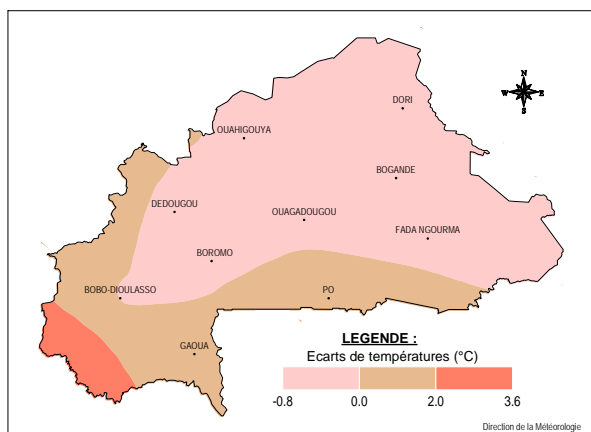 N
W E
S
DORI
OUAHIGOUYA
BOGANDE
DEDOUGOU
OUAGADOUGOU
FADA NGOURMA
BOROMO
BOBO-DIOULASSO
PO
GAOUA
LEGENDE :
Ecarts de températures (°C)
-0.8 0.0 2.0 3.6
Direction de la Météorologie